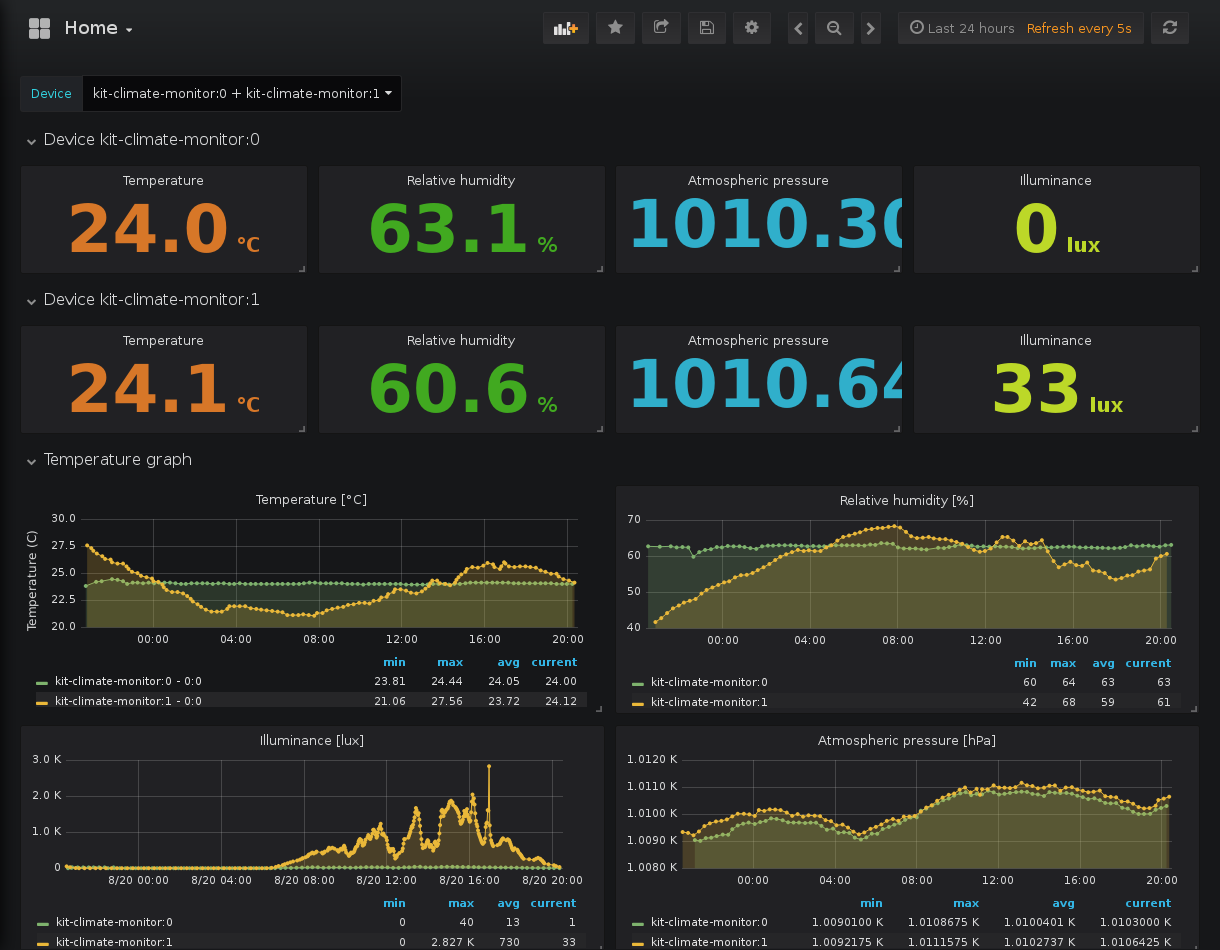 Home
Last 24 hours Refresh every 5s
Device kit-climate-monitor:0 + kit-climate-monitor:1
Device kit-climate-monitor:0
Temperature Relative humidity Atmospheric pressure Illuminance
24.0 °C 63.1 % 1010.30 0 lux
Device kit-climate-monitor:1
Temperature Relative humidity Atmospheric pressure Illuminance
24.1 °C 60.6 % 1010.64 33 lux
Temperature graph
Temperature [°C]
Temperature (C)
30.0
27.5
25.0
22.5
20.0
00:00 04:00 08:00 12:00 16:00 20:00
min max avg current
kit-climate-monitor:0 - 0:0 23.81 24.44 24.05 24.00
kit-climate-monitor:1 - 0:0 21.06 27.56 23.72 24.12
Relative humidity [%]
70
60
50
40
00:00 04:00 08:00 12:00 16:00 20:00
min max avg current
kit-climate-monitor:0 60 64 63 63
kit-climate-monitor:1 42 68 59 61
Illuminance [lux]
3.0 K
2.0 K
1.0 K
0
8/20 00:00 8/20 04:00 8/20 08:00 8/20 12:00 8/20 16:00 8/20 20:00
min max avg current
kit-climate-monitor:0 0 40 13 1
kit-climate-monitor:1 0 2.827 K 730 33
Atmospheric pressure [hPa]
1.0120 K
1.0110 K
1.0100 K
1.0090 K
1.0080 K
00:00 04:00 08:00 12:00 16:00 20:00
min max avg current
kit-climate-monitor:0 1.0090100 K 1.0108675 K 1.0100401 K 1.0103000 K
kit-climate-monitor:1 1.0092175 K 1.0111575 K 1.0102737 K 1.0106425 K